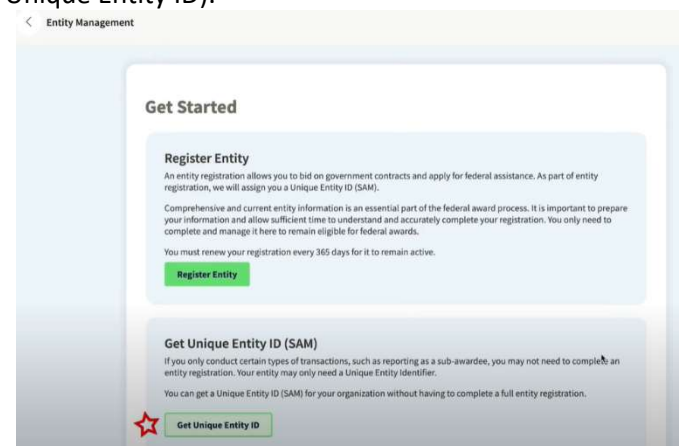 Unique Entity ID).
Entity Management
Get Started
Register Entity
An entity registration allows you to bid on government contracts and apply for federal assistance. As part of entity
registration, we will assign you a Unique Entity ID (SAM).
Comprehensive and current entity information is an essential part of the federal award process. It is important to prepare
your information and allow sufficient time to understand and accurately complete your registration. You only need to
complete and manage it here to remain eligible for federal awards.
You must renew your registration every 365 days for it to remain active.
Register Entity
Get Unique Entity ID (SAM)
If you only conduct certain types of transactions, such as reporting as a sub-awardee, you may not need to complete an
entity registration. Your entity may only need a Unique Entity Identifier.
You can get a Unique Entity ID (SAM) for your organization without having to complete a full entity registration.
Get Unique Entity ID